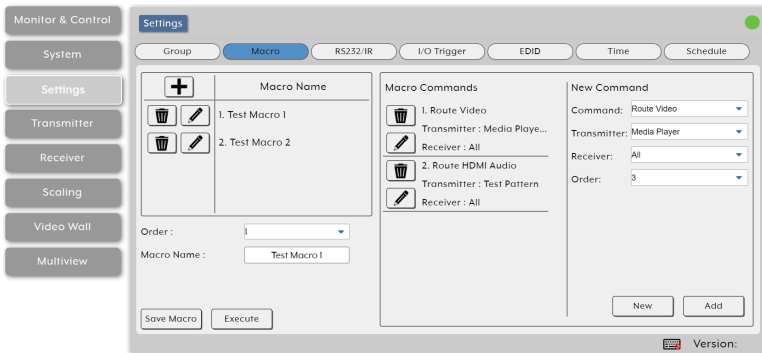 Monitor & Control
System
Settings
Transmitter
Receiver
Scaling
Video Wall
Multiview
Settings
Group
Macro
RS232/IR
I/O Trigger
EDID
Time
Schedule
Macro Name
1. Test Macro 1
2. Test Macro 2
Order :
1
Macro Name :
Test Macro 1
Save Macro
Execute
Macro Commands
1. Route Video
Transmitter : Media Playe...
Receiver : All
2. Route HDMI Audio
Transmitter : Test Pattern
Receiver : All
New Command
Command: Route Video
Transmitter: Media Player
Receiver: All
Order: 3
New
Add
Version: